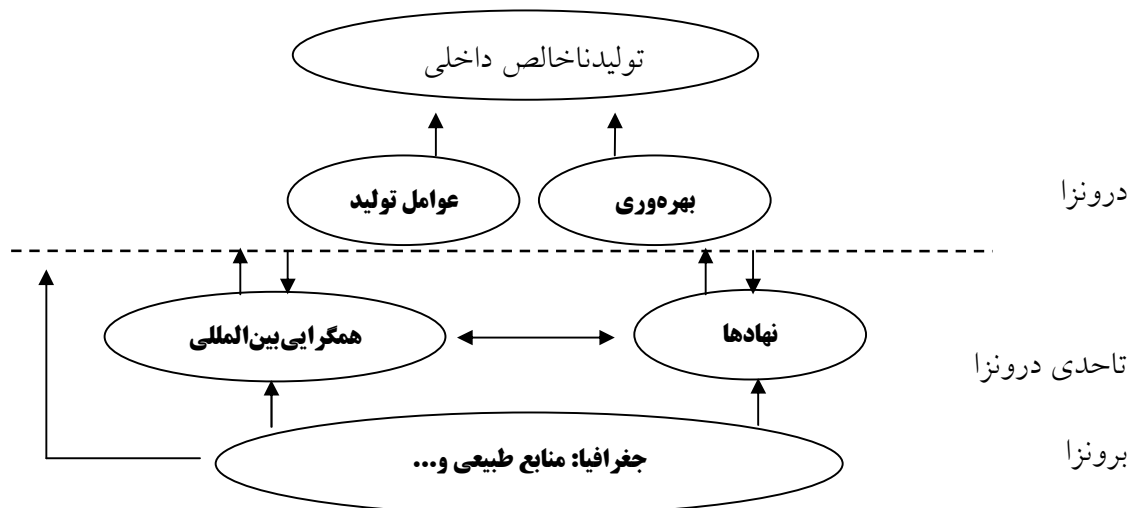 تولیدناخالص داخلی
درونزا
بهره‌وری
عوامل تولید
تاحدی درونزا
نهادها
همگرایی‌بین‌المللی
برونزا
جغرافیا: منابع طبیعی و...